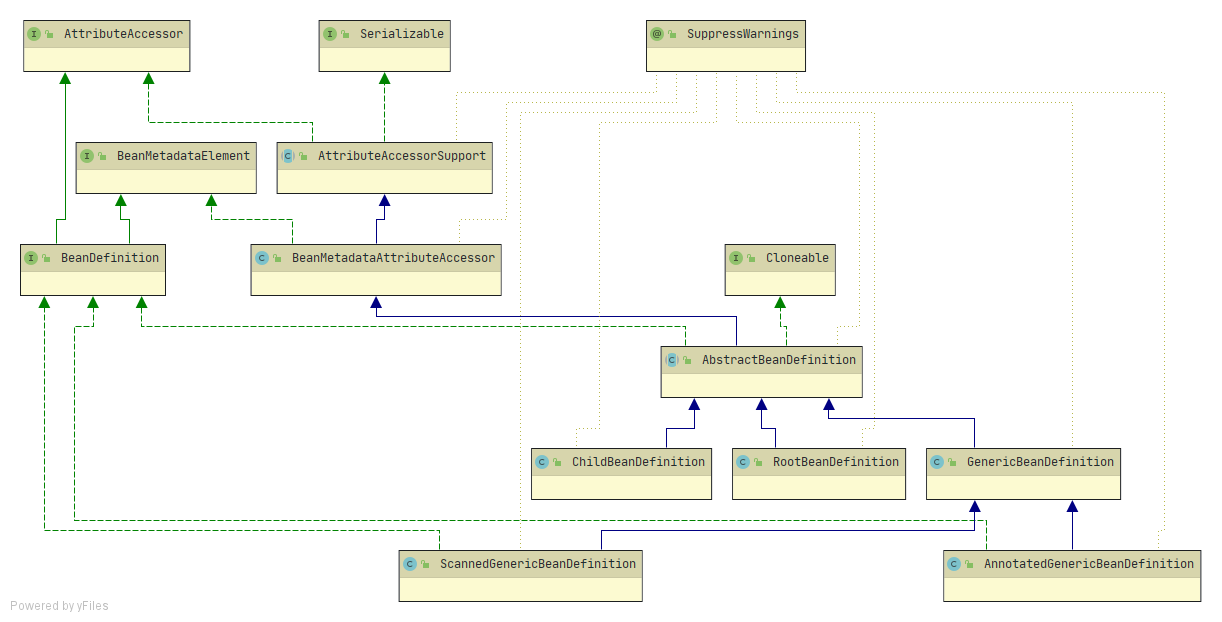 AttributeAccessor
Serializable
SuppressWarnings
BeanMetadataElement
AttributeAccessorSupport
BeanDefinition
BeanMetadataAttributeAccessor
Cloneable
AbstractBeanDefinition
ChildBeanDefinition
RootBeanDefinition
GenericBeanDefinition
ScannedGenericBeanDefinition
AnnotatedGenericBeanDefinition
Powered by yFiles